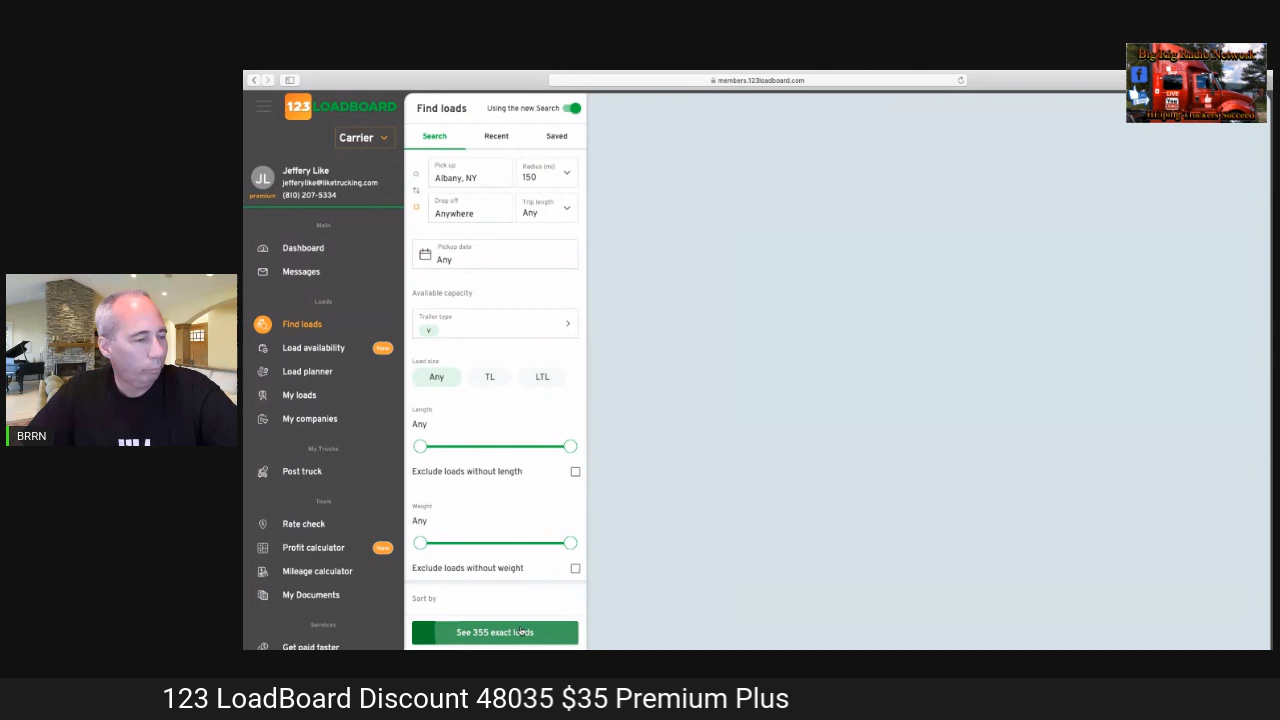 members.123loadboard.com
Big Rig Radio Network
LIVE
You
HElping Truckers Succeed
123 LOADBOARD
Carrier
JL
premium
Jeffery Like
jefferylike@liketrucking.com
(810) 207-5334
Main
Dashboard
Messages
Loads
Find loads
Load availability New
Load planner
My loads
My companies
My Trucks
Post truck
Tools
Rate check
Profit calculator New
Mileage calculator
My Documents
Services
Get paid faster
Find loads Using the new Search
Search Recent Saved
Pick up
Albany, NY
Radius (mi)
150
Drop off
Anywhere
Trip length
Any
Pickup date
Any
Available capacity
Trailer type
v
Load size
Any TL LTL
Length
Any
Exclude loads without length
Weight
Any
Exclude loads without weight
Sort by
See 355 exact loads
BRRN
123 LoadBoard Discount 48035 $35 Premium Plus